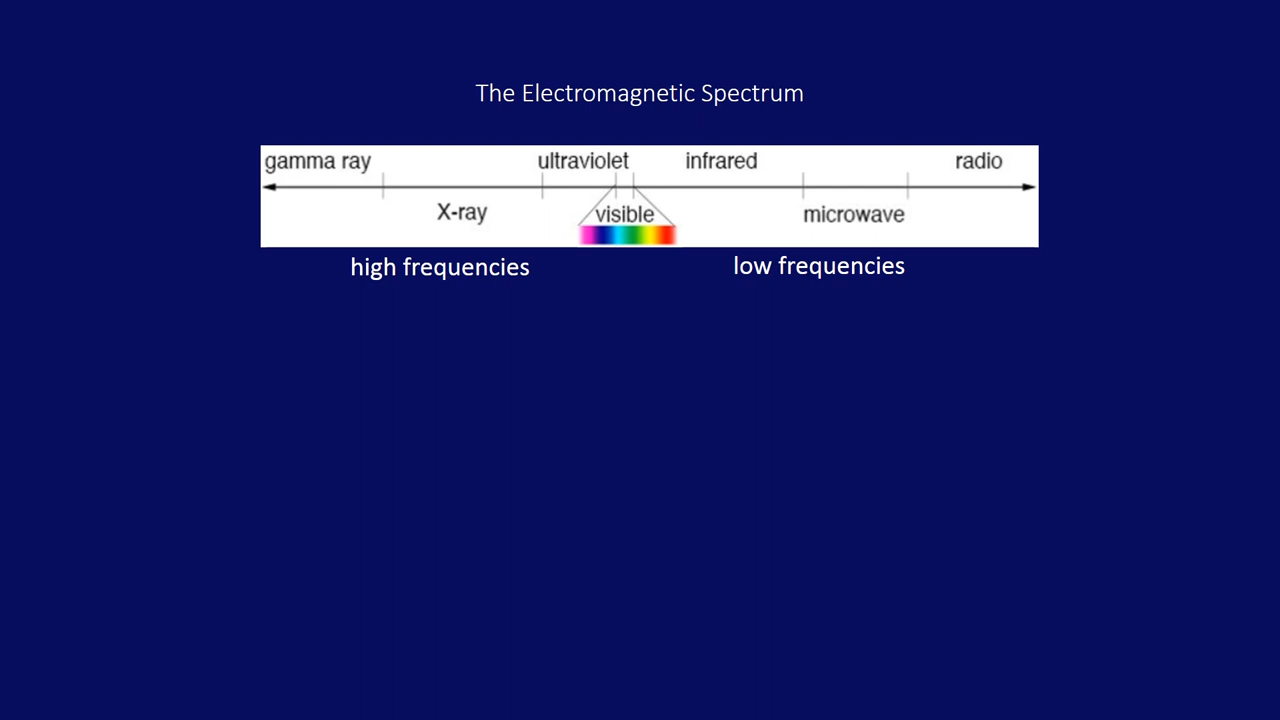 The Electromagnetic Spectrum
gamma ray ultraviolet infrared radio
X-ray visible microwave
high frequencies low frequencies